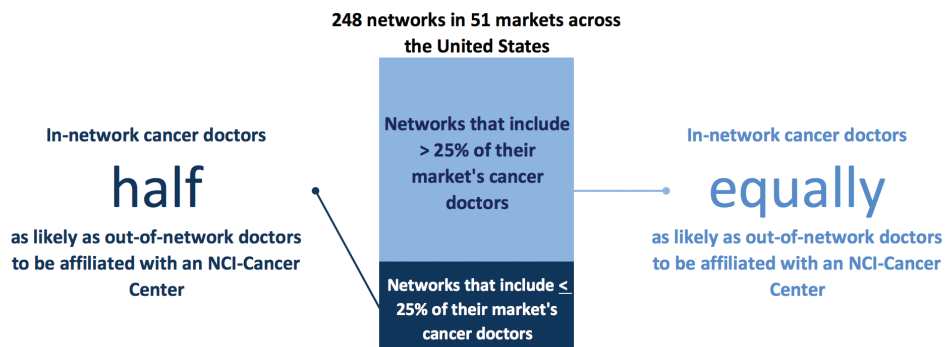 248 networks in 51 markets across
the United States
In-network cancer doctors
half
as likely as out-of-network doctors
to be affiliated with an NCI-Cancer
Center
Networks that include
> 25% of their
market's cancer
doctors
Networks that include <
25% of their market's
cancer doctors
In-network cancer doctors
equally
as likely as out-of-network doctors
to be affiliated with an NCI-Cancer
Center